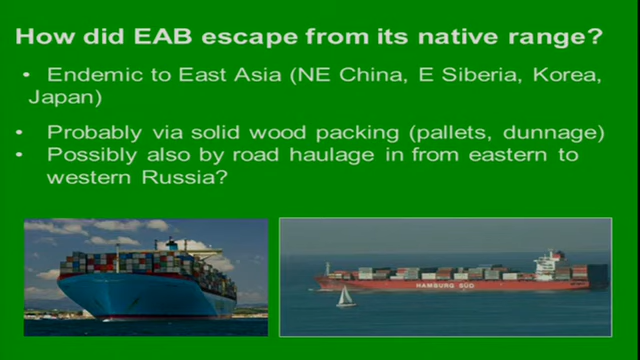 How did EAB escape from its native range?
• Endemic to East Asia (NE China, E Siberia, Korea,
Japan)
• Probably via solid wood packing (pallets, dunnage)
• Possibly also by road haulage in from eastern to
western Russia?
HAMBURG SÜD